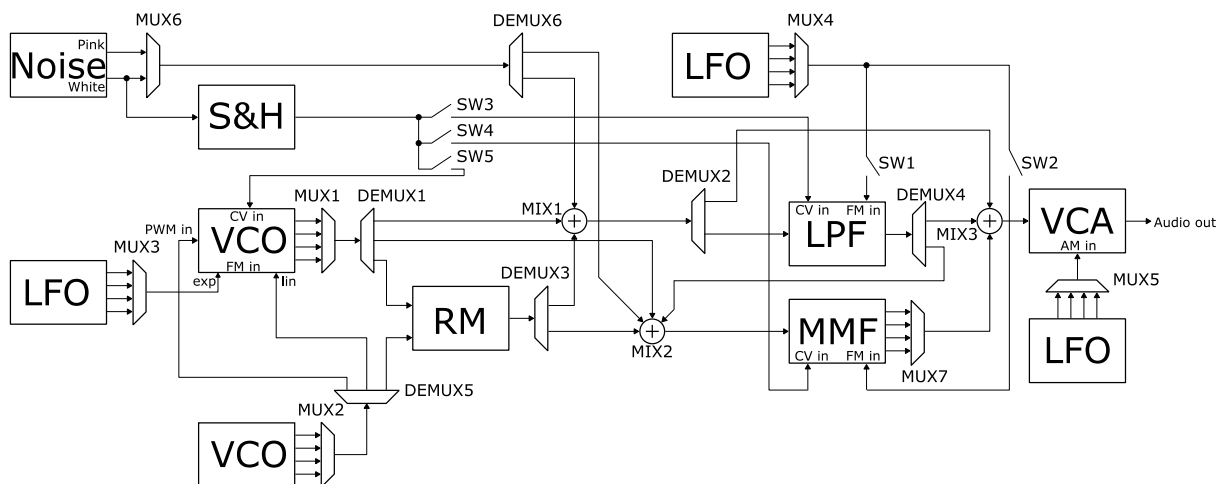 MUX6
DEMUX6
MUX4
Pink
Noise
White
LFO
S&H
SW3
SW4
SW5
SW1
SW2
MUX1
DEMUX1
DEMUX2
DEMUX4
CV in
VCO
FM in
PWM in
exp
lin
MIX1
CV in
FM in
LPF
MIX3
VCA
AM in
Audio out
MUX3
LFO
DEMUX3
RM
MIX2
MMF
CV in
FM in
MUX7
MUX5
LFO
DEMUX5
MUX2
VCO